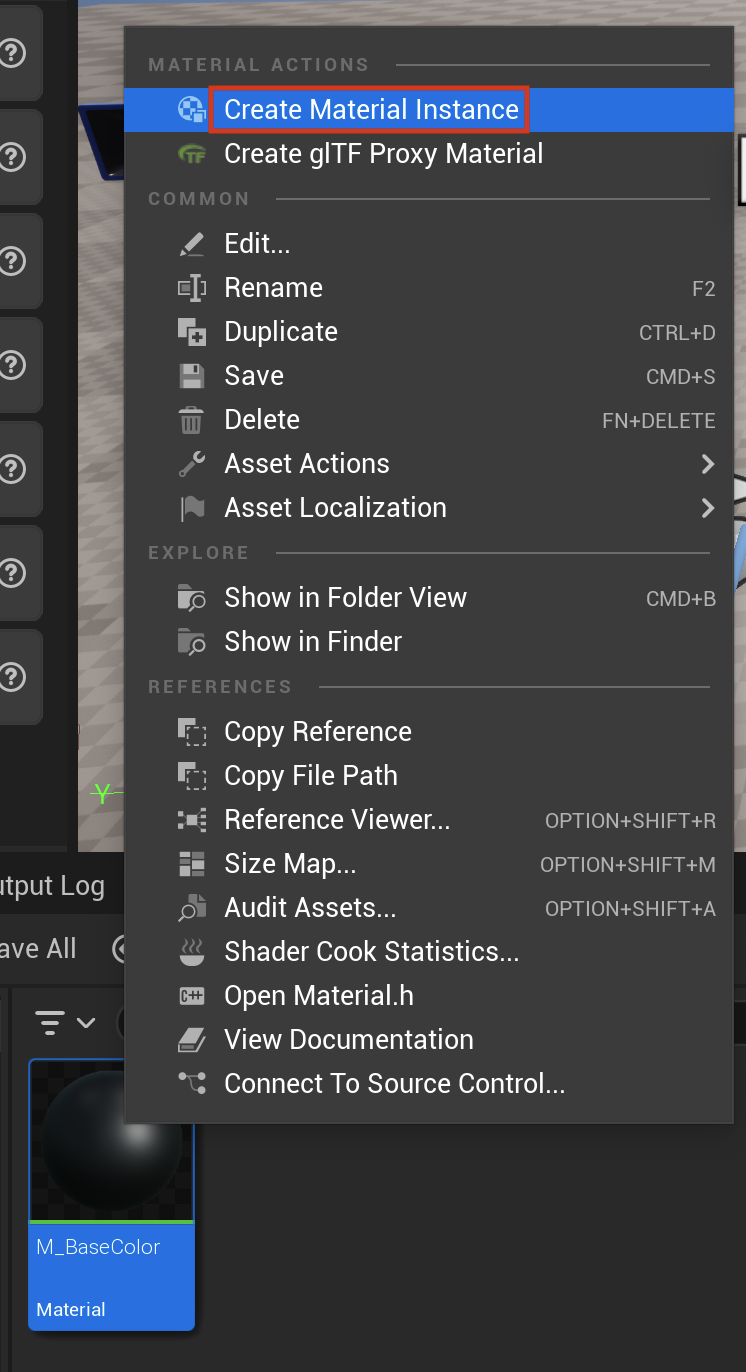 MATERIAL ACTIONS
Create Material Instance
TF
Create glTF Proxy Material
COMMON
Edit...
Rename F2
Duplicate CTRL+D
Save CMD+S
Delete FN+DELETE
Asset Actions
Asset Localization
EXPLORE
Show in Folder View CMD+B
Show in Finder
REFERENCES
Copy Reference
Copy File Path
Y
Reference Viewer... OPTION+SHIFT+R
Size Map... OPTION+SHIFT+M
utput Log
Audit Assets... OPTION+SHIFT+A
ave All
Shader Cook Statistics...
C++ Open Material.h
View Documentation
Connect To Source Control...
M_BaseColor
Material